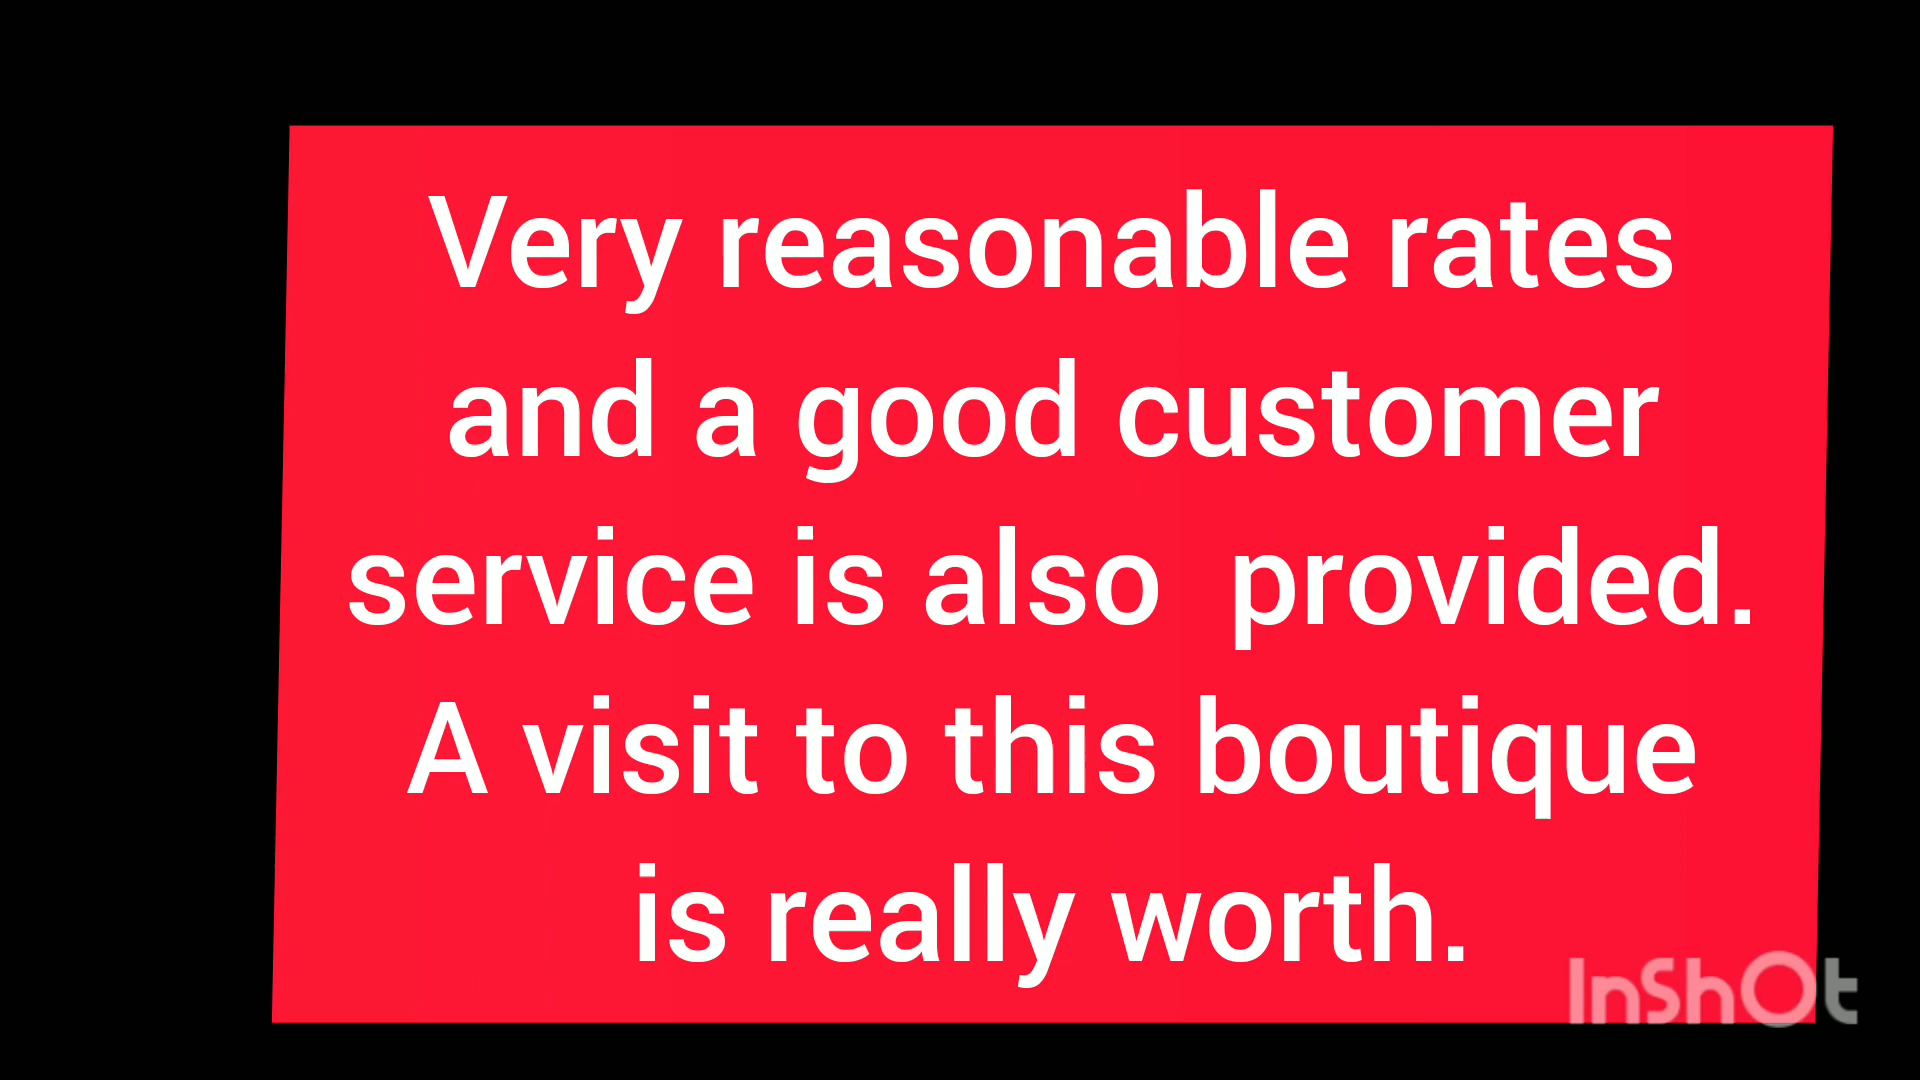 Very reasonable rates
and a good customer
service is also  provided.
A visit to this boutique
is really worth.
InShOt